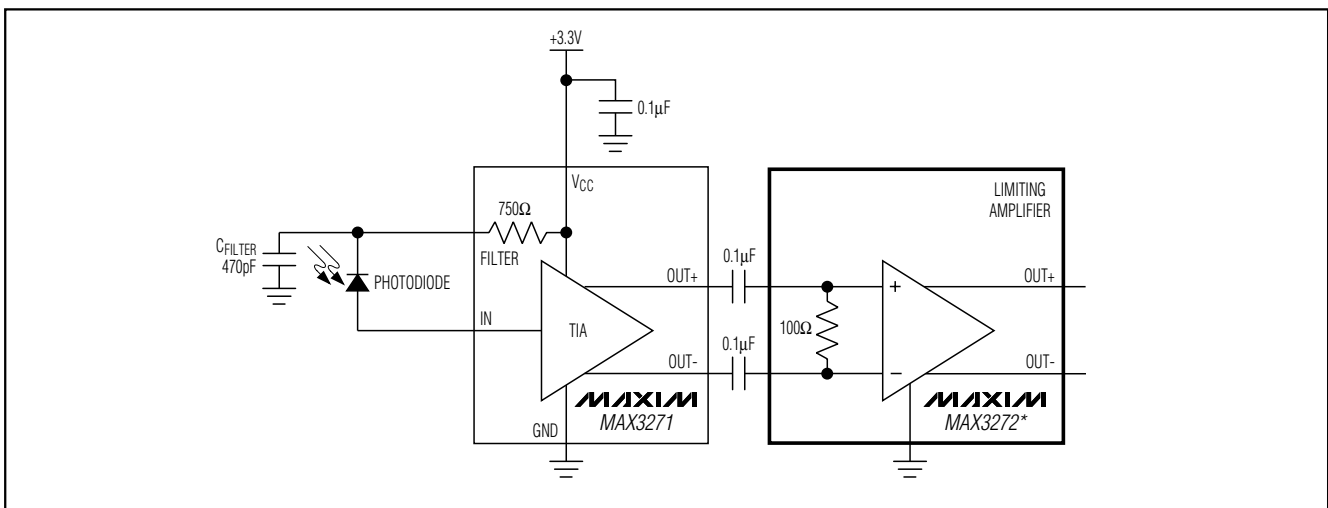 +3.3V
0.1µF
VCC
LIMITING
AMPLIFIER
750Ω
CFILTER
470pF
FILTER
PHOTODIODE
0.1µF
OUT+
OUT+
+
IN
TIA
100Ω
0.1µF
OUT-
OUT-
−
MAXIM
MAX3271
MAXIM
MAX3272*
GND